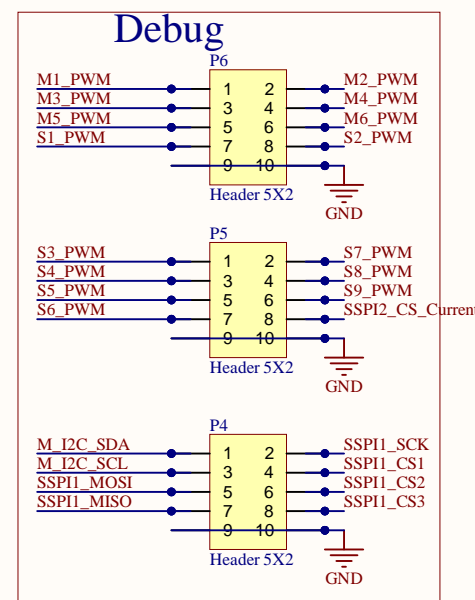 Debug
P6
M1_PWM 1 2 M2_PWM
M3_PWM 3 4 M4_PWM
M5_PWM 5 6 M6_PWM
S1_PWM 7 8 S2_PWM
9 10
Header 5X2
GND
P5
S3_PWM 1 2 S7_PWM
S4_PWM 3 4 S8_PWM
S5_PWM 5 6 S9_PWM
S6_PWM 7 8 SSPI2_CS_Current
9 10
Header 5X2
GND
P4
M_I2C_SDA 1 2 SSPI1_SCK
M_I2C_SCL 3 4 SSPI1_CS1
SSPI1_MOSI 5 6 SSPI1_CS2
SSPI1_MISO 7 8 SSPI1_CS3
9 10
Header 5X2
GND